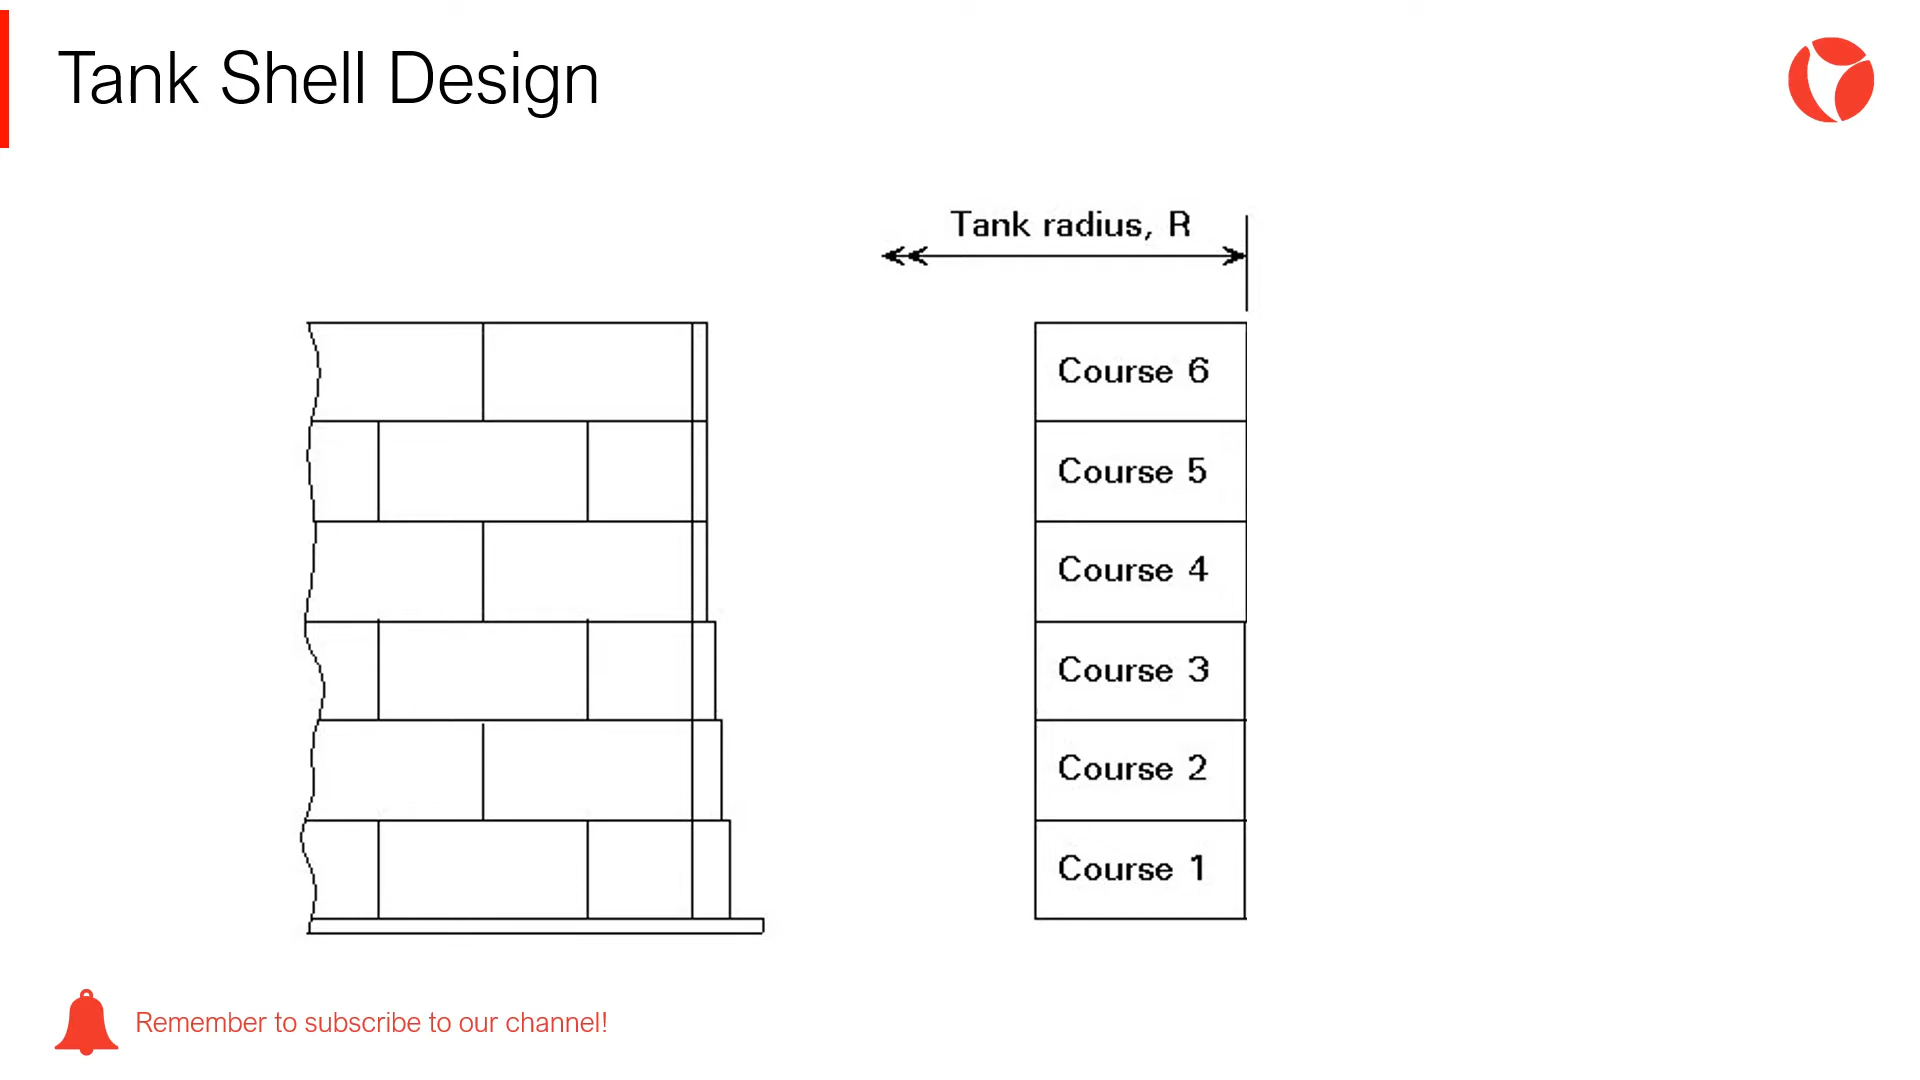 Tank Shell Design
Tank radius, R
Course 6
Course 5
Course 4
Course 3
Course 2
Course 1
Remember to subscribe to our channel!